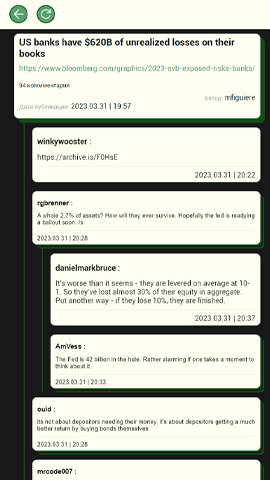 US banks have $620B of unrealized losses on their
books
https://www.bloomberg.com/graphics/2023-svb-exposed-risks-banks/
94 комментария
Автор: mfiguiere
Дата публикации: 2023.03.31 | 19:57
winkywooster :
https://archive.is/F0HsE
2023.03.31 | 20:22
rgbrenner :
A whole 2.7% of assets? How will they ever survive. Hopefully the fed is readying
a bailout soon. /s
2023.03.31 | 20:28
danielmarkbruce :
It's worse than it seems - they are levered on average at 10-
1. So they've lost almost 30% of their equity in aggregate.
Put another way - if they lose 10%, they are finished.
2023.03.31 | 20:37
AmVess :
The Fed is 42 billion in the hole. Rather alarming if one takes a moment to
think about it.
2023.03.31 | 20:33
ouid :
its not about depositors needing their money, it's about depositors getting a much
better return by buying bonds themselves
2023.03.31 | 20:28
mrcode007 :